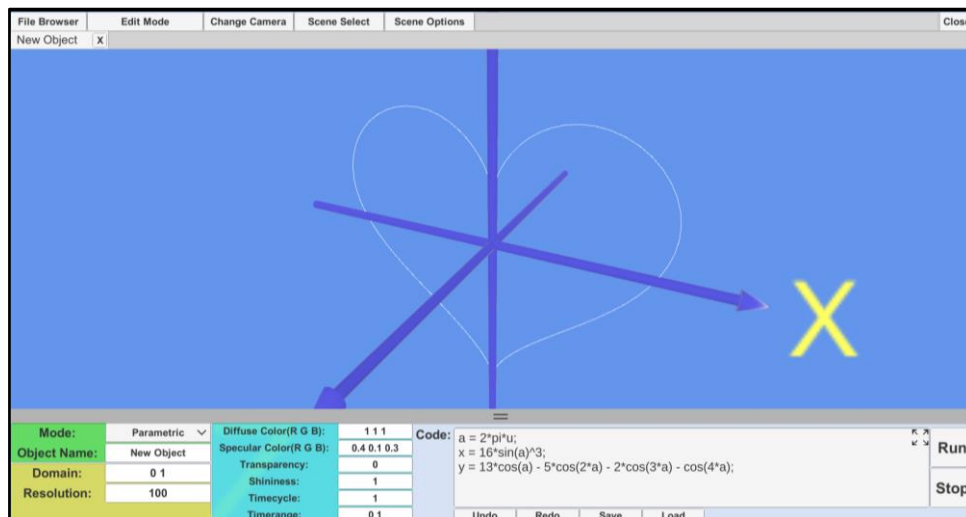 File Browser Edit Mode Change Camera Scene Select Scene Options Close
New Object X
X
Mode: Parametric
Object Name: New Object
Domain: 0 1
Resolution: 100
Diffuse Color(R G B): 1 1 1
Specular Color(R G B): 0.4 0.1 0.3
Transparency: 0
Shininess: 1
Timecycle: 1
Timerange: 0 1
Code:
a = 2*pi*u;
x = 16*sin(a)^3;
y = 13*cos(a) - 5*cos(2*a) - 2*cos(3*a) - cos(4*a);
Run
Stop
Undo Redo Save Load